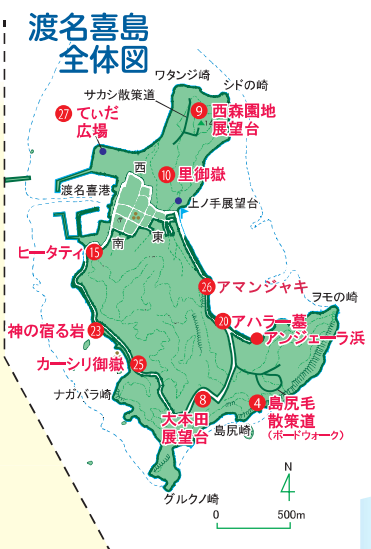 渡名喜島
全体図
ワタンジ崎
シドの崎
サカシ散策道
27 てぃだ
広場
9 西森園地
展望台
10 里御嶽
西
渡名喜港
上ノ手展望台
南
東
ヒータティ
15
26 アマンジャキ
ヲモの崎
20 アハラー墓
アンジェーラ浜
神の宿る岩 23
カーシリ御嶽
25
ナガバラ崎
8
大本田
展望台
4 島尻毛
散策道
(ボードウォーク)
島尻崎
グルクノ崎
N
0 500m